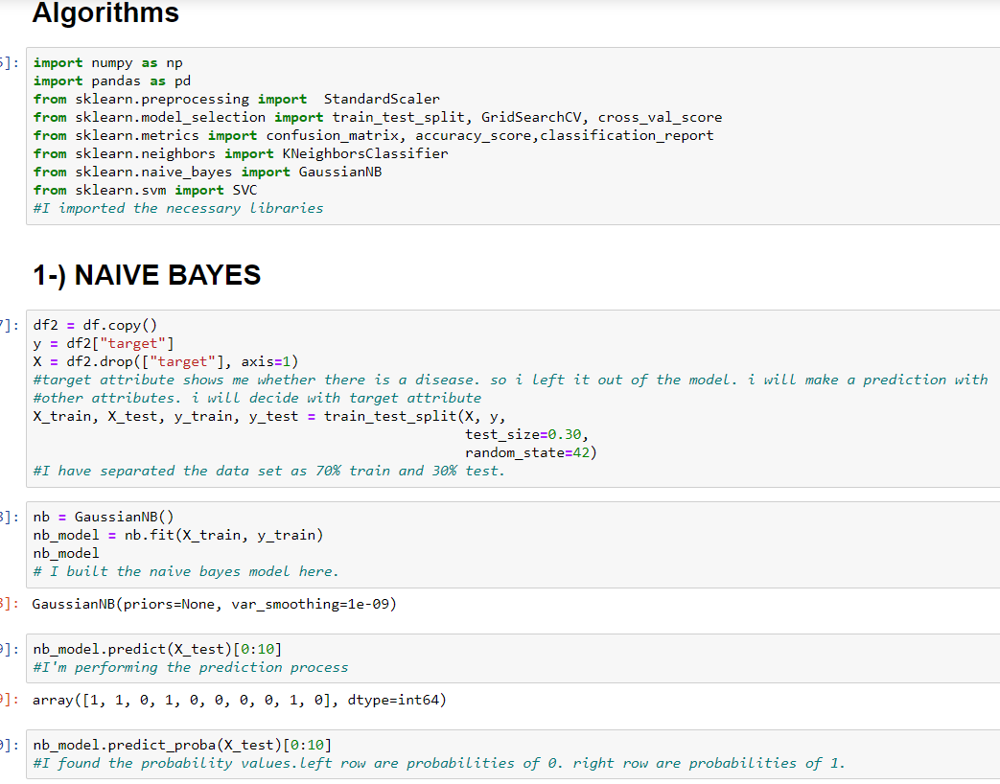 Algorithms
5]:
import numpy as np
import pandas as pd
from sklearn.preprocessing import  StandardScaler
from sklearn.model_selection import train_test_split, GridSearchCV, cross_val_score
from sklearn.metrics import confusion_matrix, accuracy_score,classification_report
from sklearn.neighbors import KNeighborsClassifier
from sklearn.naive_bayes import GaussianNB
from sklearn.svm import SVC
#I imported the necessary libraries
1-) NAIVE BAYES
7]:
df2 = df.copy()
y = df2["target"]
X = df2.drop(["target"], axis=1)
#target attribute shows me whether there is a disease. so i left it out of the model. i will make a prediction with
#other attributes. i will decide with target attribute
X_train, X_test, y_train, y_test = train_test_split(X, y,
                                                    test_size=0.30,
                                                    random_state=42)
#I have separated the data set as 70% train and 30% test.
8]:
nb = GaussianNB()
nb_model = nb.fit(X_train, y_train)
nb_model
# I built the naive bayes model here.
8]:
GaussianNB(priors=None, var_smoothing=1e-09)
9]:
nb_model.predict(X_test)[0:10]
#I'm performing the prediction process
9]:
array([1, 1, 0, 1, 0, 0, 0, 0, 1, 0], dtype=int64)
0]:
nb_model.predict_proba(X_test)[0:10]
#I found the probability values.left row are probabilities of 0. right row are probabilities of 1.